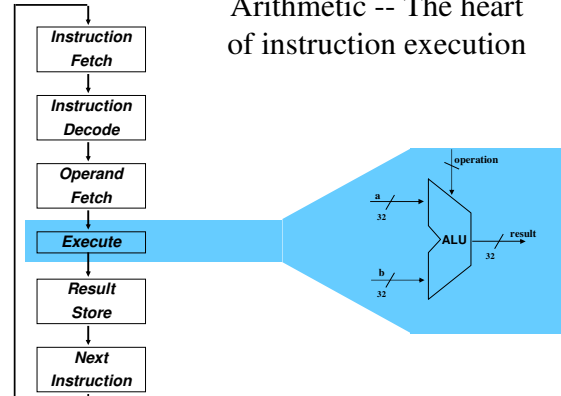 Arithmetic -- The heart
of instruction execution
Instruction
Fetch
Instruction
Decode
Operand
Fetch
Execute
Result
Store
Next
Instruction
operation
a
32
ALU
result
32
b
32